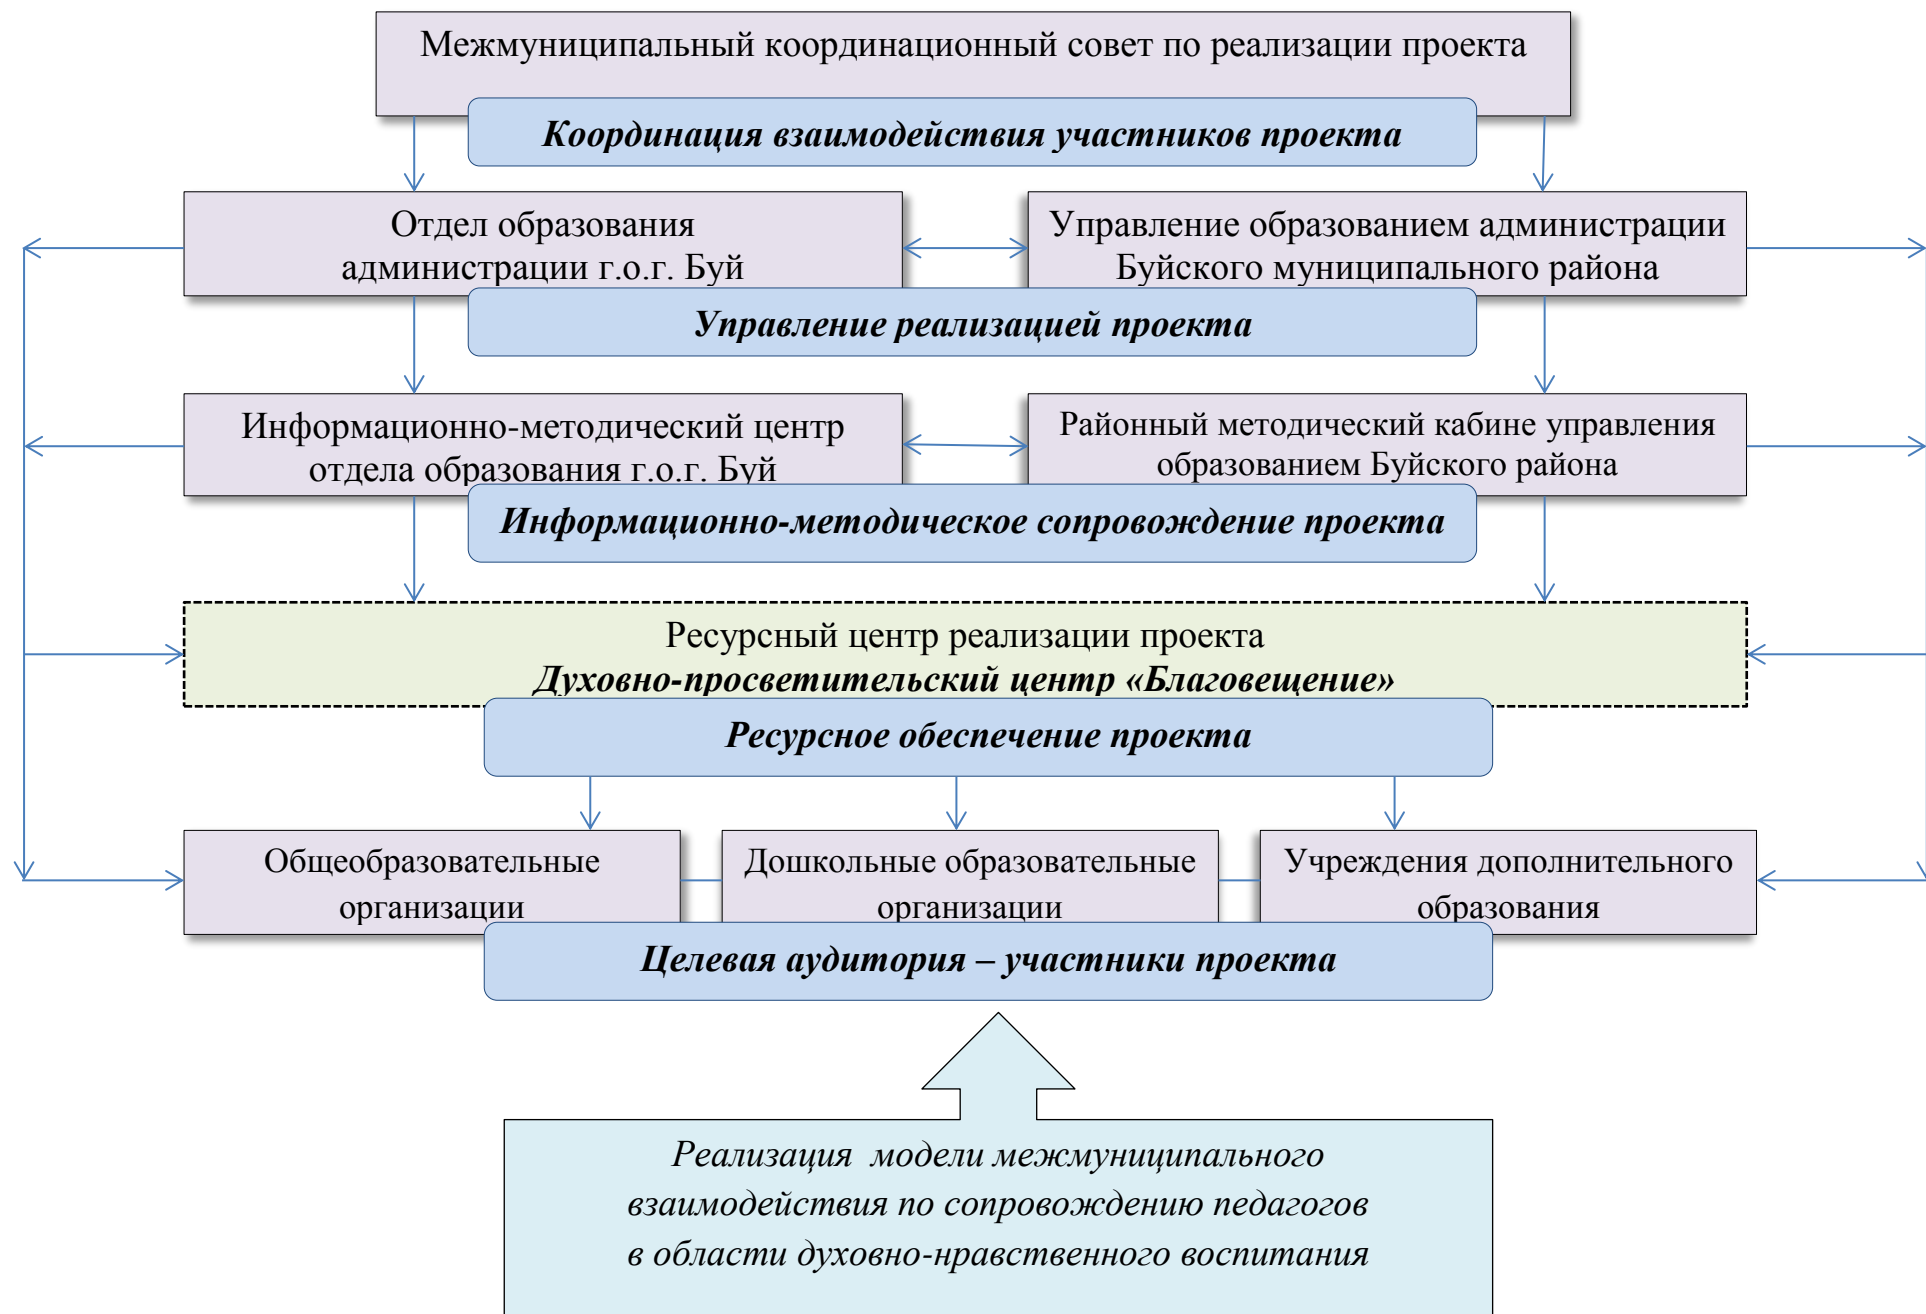 Межмуниципальный координационный совет по реализации проекта
Координация взаимодействия участников проекта
Отдел образования
администрации г.о.г. Буй
Управление образованием администрации
Буйского муниципального района
Управление реализацией проекта
Информационно-методический центр
отдела образования г.о.г. Буй
Районный методический кабине управления
образованием Буйского района
Информационно-методическое сопровождение проекта
Ресурсный центр реализации проекта
Духовно-просветительский центр «Благовещение»
Ресурсное обеспечение проекта
Общеобразовательные
организации
Дошкольные образовательные
организации
Учреждения дополнительного
образования
Целевая аудитория – участники проекта
Реализация  модели межмуниципального
взаимодействия по сопровождению педагогов
в области духовно-нравственного воспитания